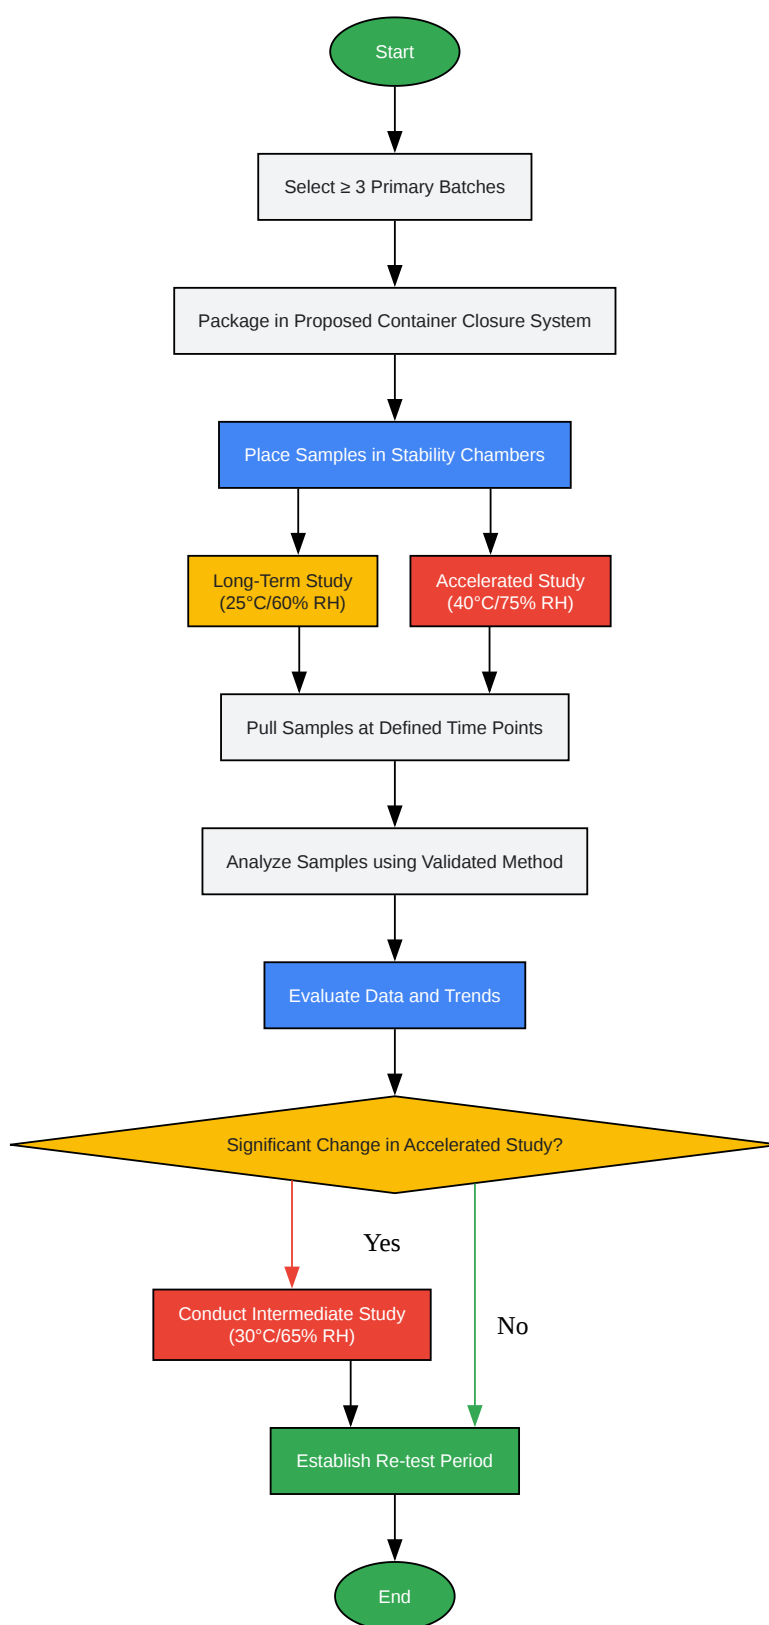 Start
Select ≥ 3 Primary Batches
Package in Proposed Container Closure System
Place Samples in Stability Chambers
Long-Term Study
(25°C/60% RH)
Accelerated Study
(40°C/75% RH)
Pull Samples at Defined Time Points
Analyze Samples using Validated Method
Evaluate Data and Trends
Significant Change in Accelerated Study?
Yes
Conduct Intermediate Study
(30°C/65% RH)
No
Establish Re-test Period
End